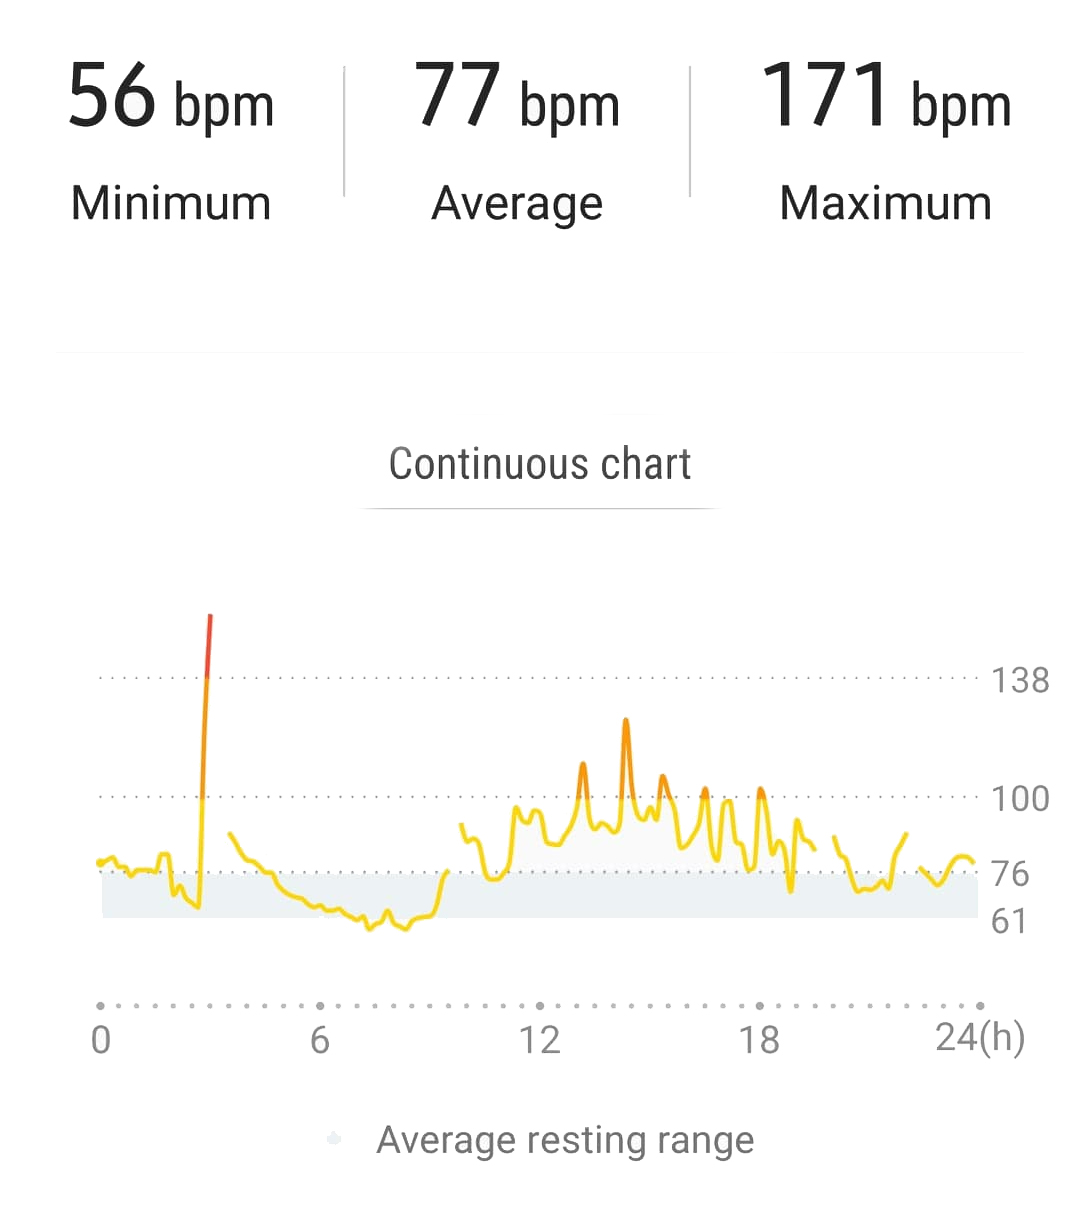 56 bpm 77 bpm 171 bpm
Minimum Average Maximum
Continuous chart
138
100
76
61
0 6 12 18 24(h)
Average resting range